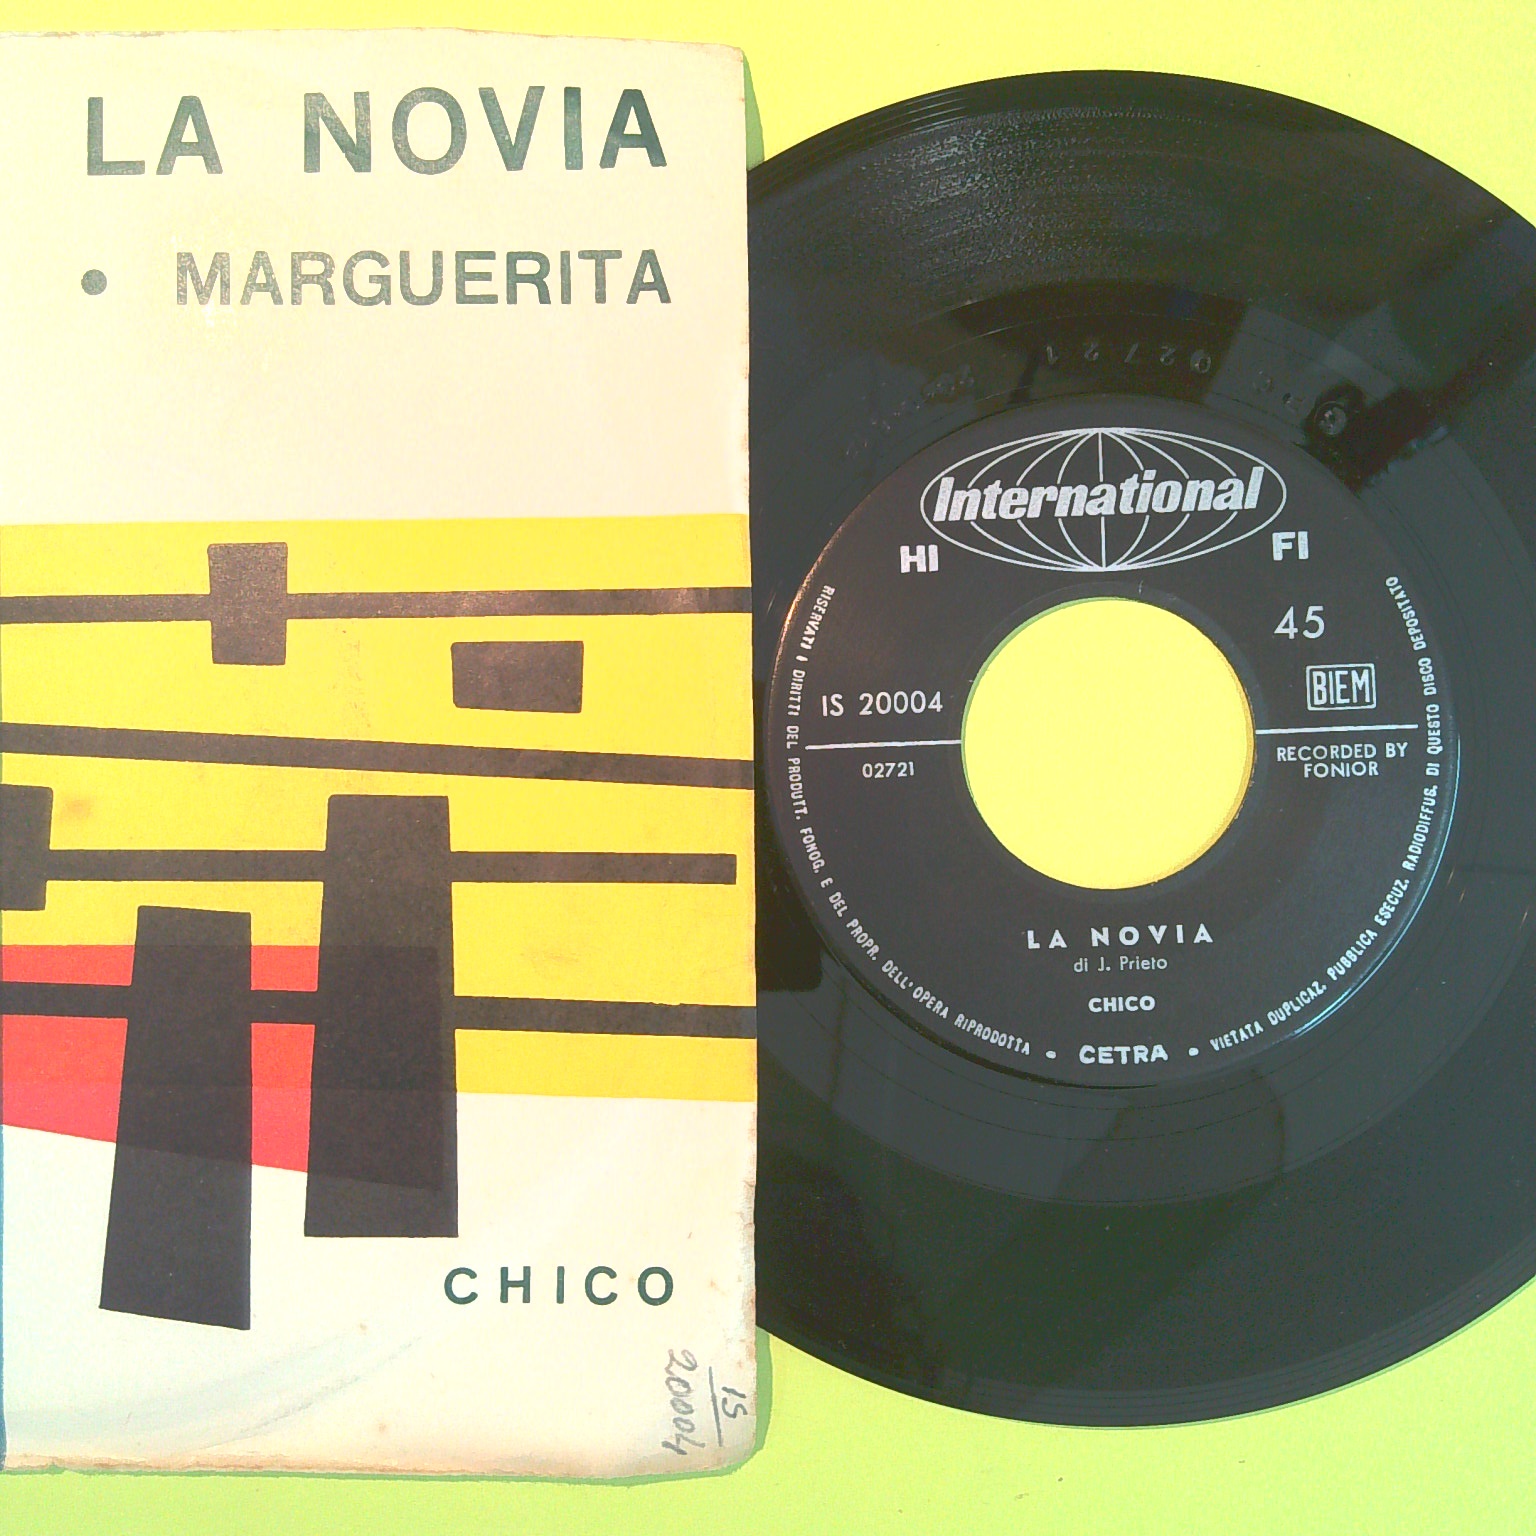 LA NOVIA
• MARGUERITA
CHICO
IS
20004
02721
International
HI FI
45
BIEM
IS 20004
02721
RECORDED BY
FONIOR
LA NOVIA
di J. Prieto
CHICO
RISERVATI I DIRITTI DEL PRODUTT. FONOG. E DEL PROPR. DELL'OPERA RIPRODOTTA • CETRA • VIETATA DUPLICAZ. PUBBLICA ESECUZ. RADIODIFFUS. DI QUESTO DISCO DEPOSITATO